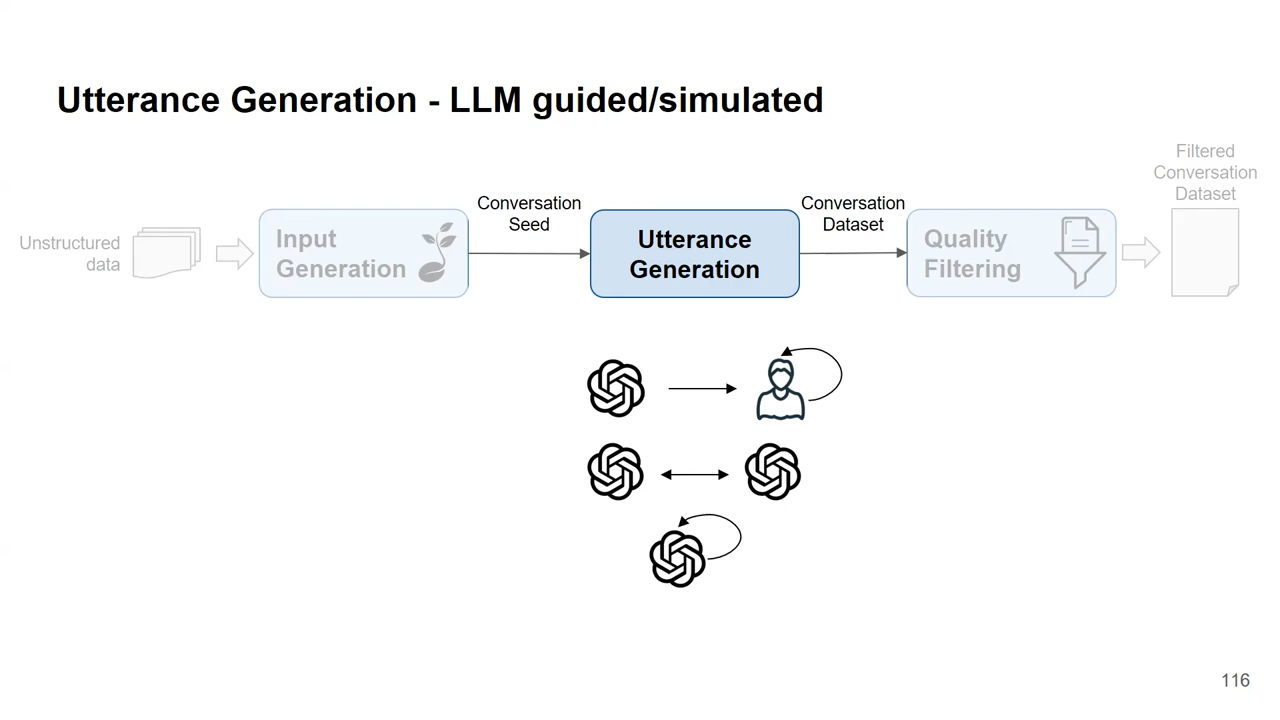 Utterance Generation - LLM guided/simulated
Unstructured
data
Input
Generation
Conversation
Seed
Utterance
Generation
Conversation
Dataset
Quality
Filtering
Filtered
Conversation
Dataset
116